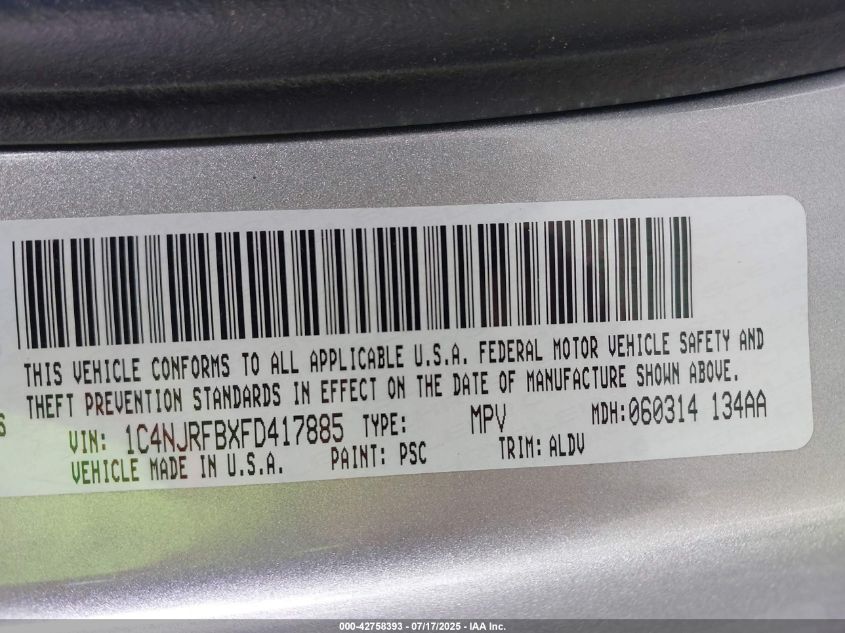 THIS VEHICLE CONFORMS TO ALL APPLICABLE U.S.A. FEDERAL MOTOR VEHICLE SAFETY AND
THEFT PREVENTION STANDARDS IN EFFECT ON THE DATE OF MANUFACTURE SHOWN ABOVE.
S
VIN: 1C4NJRFBXFD417885 TYPE: MPV MDH:060314 134AA
VEHICLE MADE IN U.S.A. PAINT: PSC TRIM: ALDV
000-42758393 - 07/17/2025 - IAA Inc.